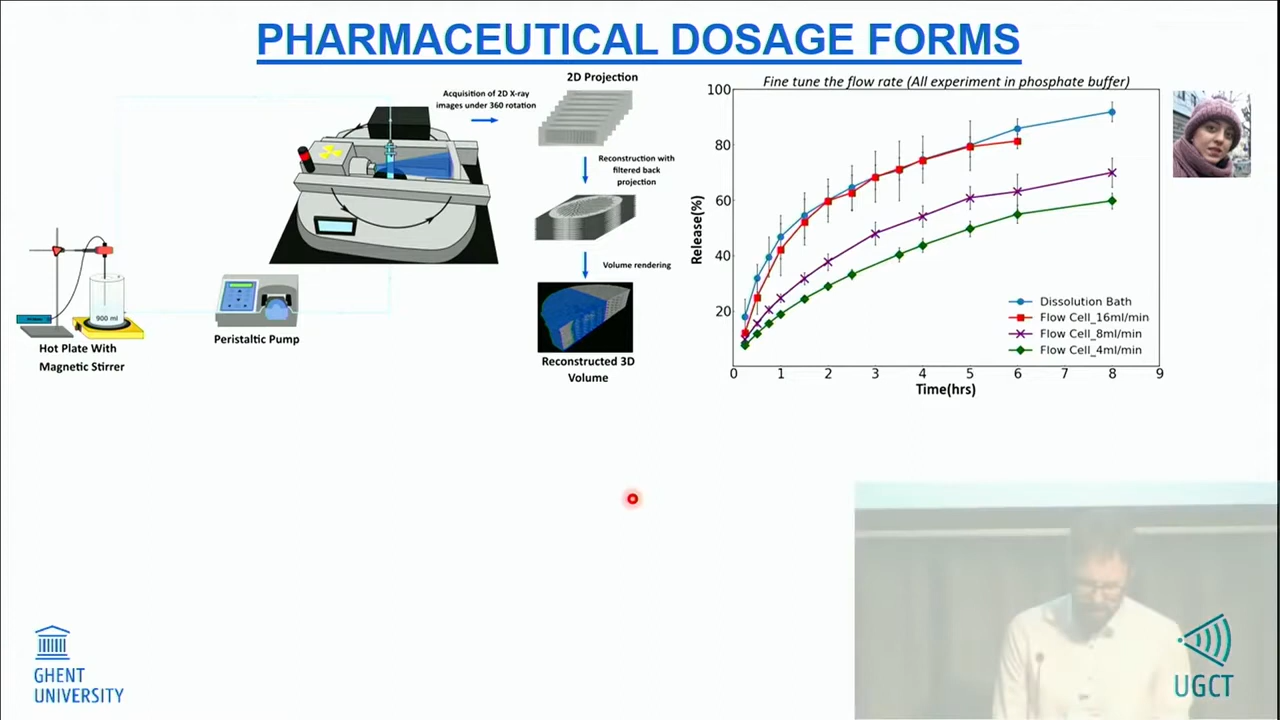 PHARMACEUTICAL DOSAGE FORMS
Acquisition of 2D X-ray
images under 360 rotation
2D Projection
Reconstruction with
filtered back
projection
Volume rendering
Reconstructed 3D
Volume
900 ml
Hot Plate With
Magnetic Stirrer
Peristaltic Pump
Fine tune the flow rate (All experiment in phosphate buffer)
Release(%)
100
80
60
40
20
Dissolution Bath
Flow Cell_16ml/min
Flow Cell_8ml/min
Flow Cell_4ml/min
0 1 2 3 4 5 6 7 8 9
Time(hrs)
GHENT
UNIVERSITY
UGCT